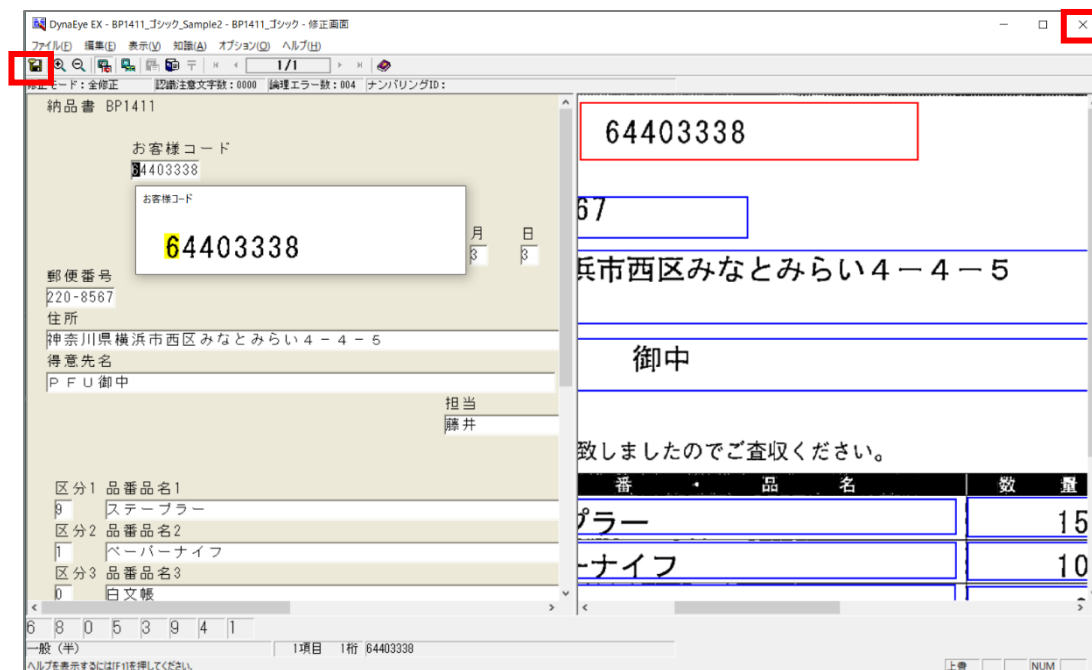 DynaEye EX - BP1411_ゴシック_Sample2 - BP1411_ゴシック - 修正画面
ファイル(F) 編集(E) 表示(V) 知識(A) オプション(O) ヘルプ(H)
1/1
修正モード：全修正 認識注意文字数：0000 論理エラー数：004 ナンバリングID：
納品書 BP1411
お客様コード
64403338
お客様コード
64403338
月 日
3 3
郵便番号
220-8567
住所
神奈川県横浜市西区みなとみらい４－４－５
得意先名
ＰＦＵ御中
担当
藤井
区分1 品番品名1
9 ステープラー
区分2 品番品名2
1 ペーパーナイフ
区分3 品番品名3
0 白文帳
64403338
67
浜市西区みなとみらい４－４－５
御中
致しましたのでご査収ください。
番 ・ 品 名 数 量
プラー 15
ーナイフ 10
6 8 0 5 3 9 4 1
一般（半） 1項目 1桁 64403338
ヘルプを表示するには[F1]を押してください。 上書 NUM